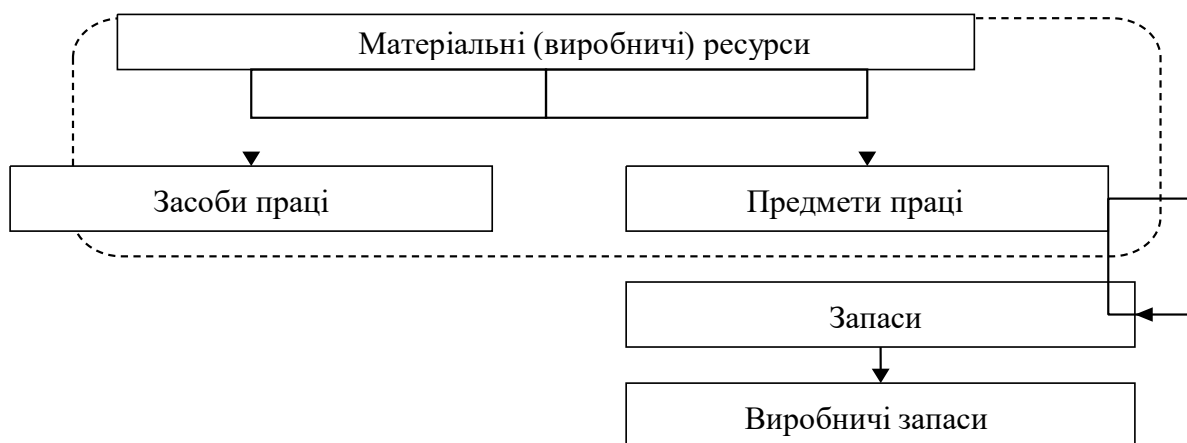 Матеріальні (виробничі) ресурси
Засоби праці
Предмети праці
Запаси
Виробничі запаси